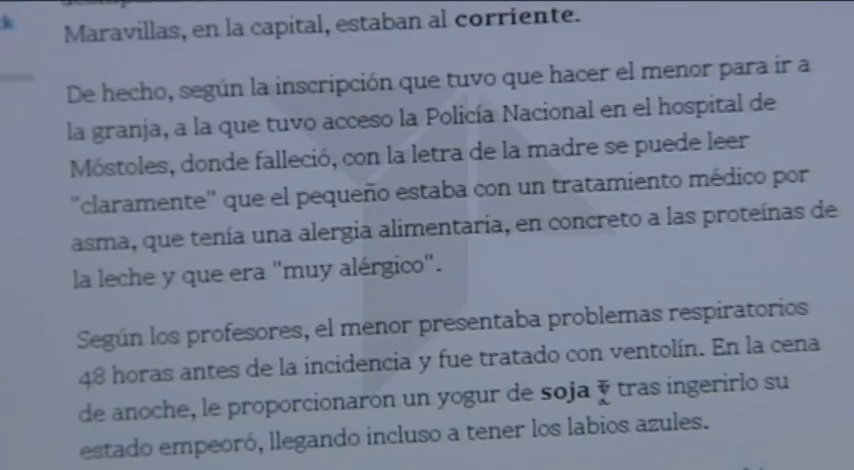 Maravillas, en la capital, estaban al corriente.
De hecho, según la inscripción que tuvo que hacer el menor para ir a
la granja, a la que tuvo acceso la Policía Nacional en el hospital de
Móstoles, donde falleció, con la letra de la madre se puede leer
"claramente" que el pequeño estaba con un tratamiento médico por
asma, que tenía una alergia alimentaria, en concreto a las proteínas de
la leche y que era "muy alérgico".
Según los profesores, el menor presentaba problemas respiratorios
48 horas antes de la incidencia y fue tratado con ventolín. En la cena
de anoche, le proporcionaron un yogur de soja y tras ingerirlo su
estado empeoró, llegando incluso a tener los labios azules.